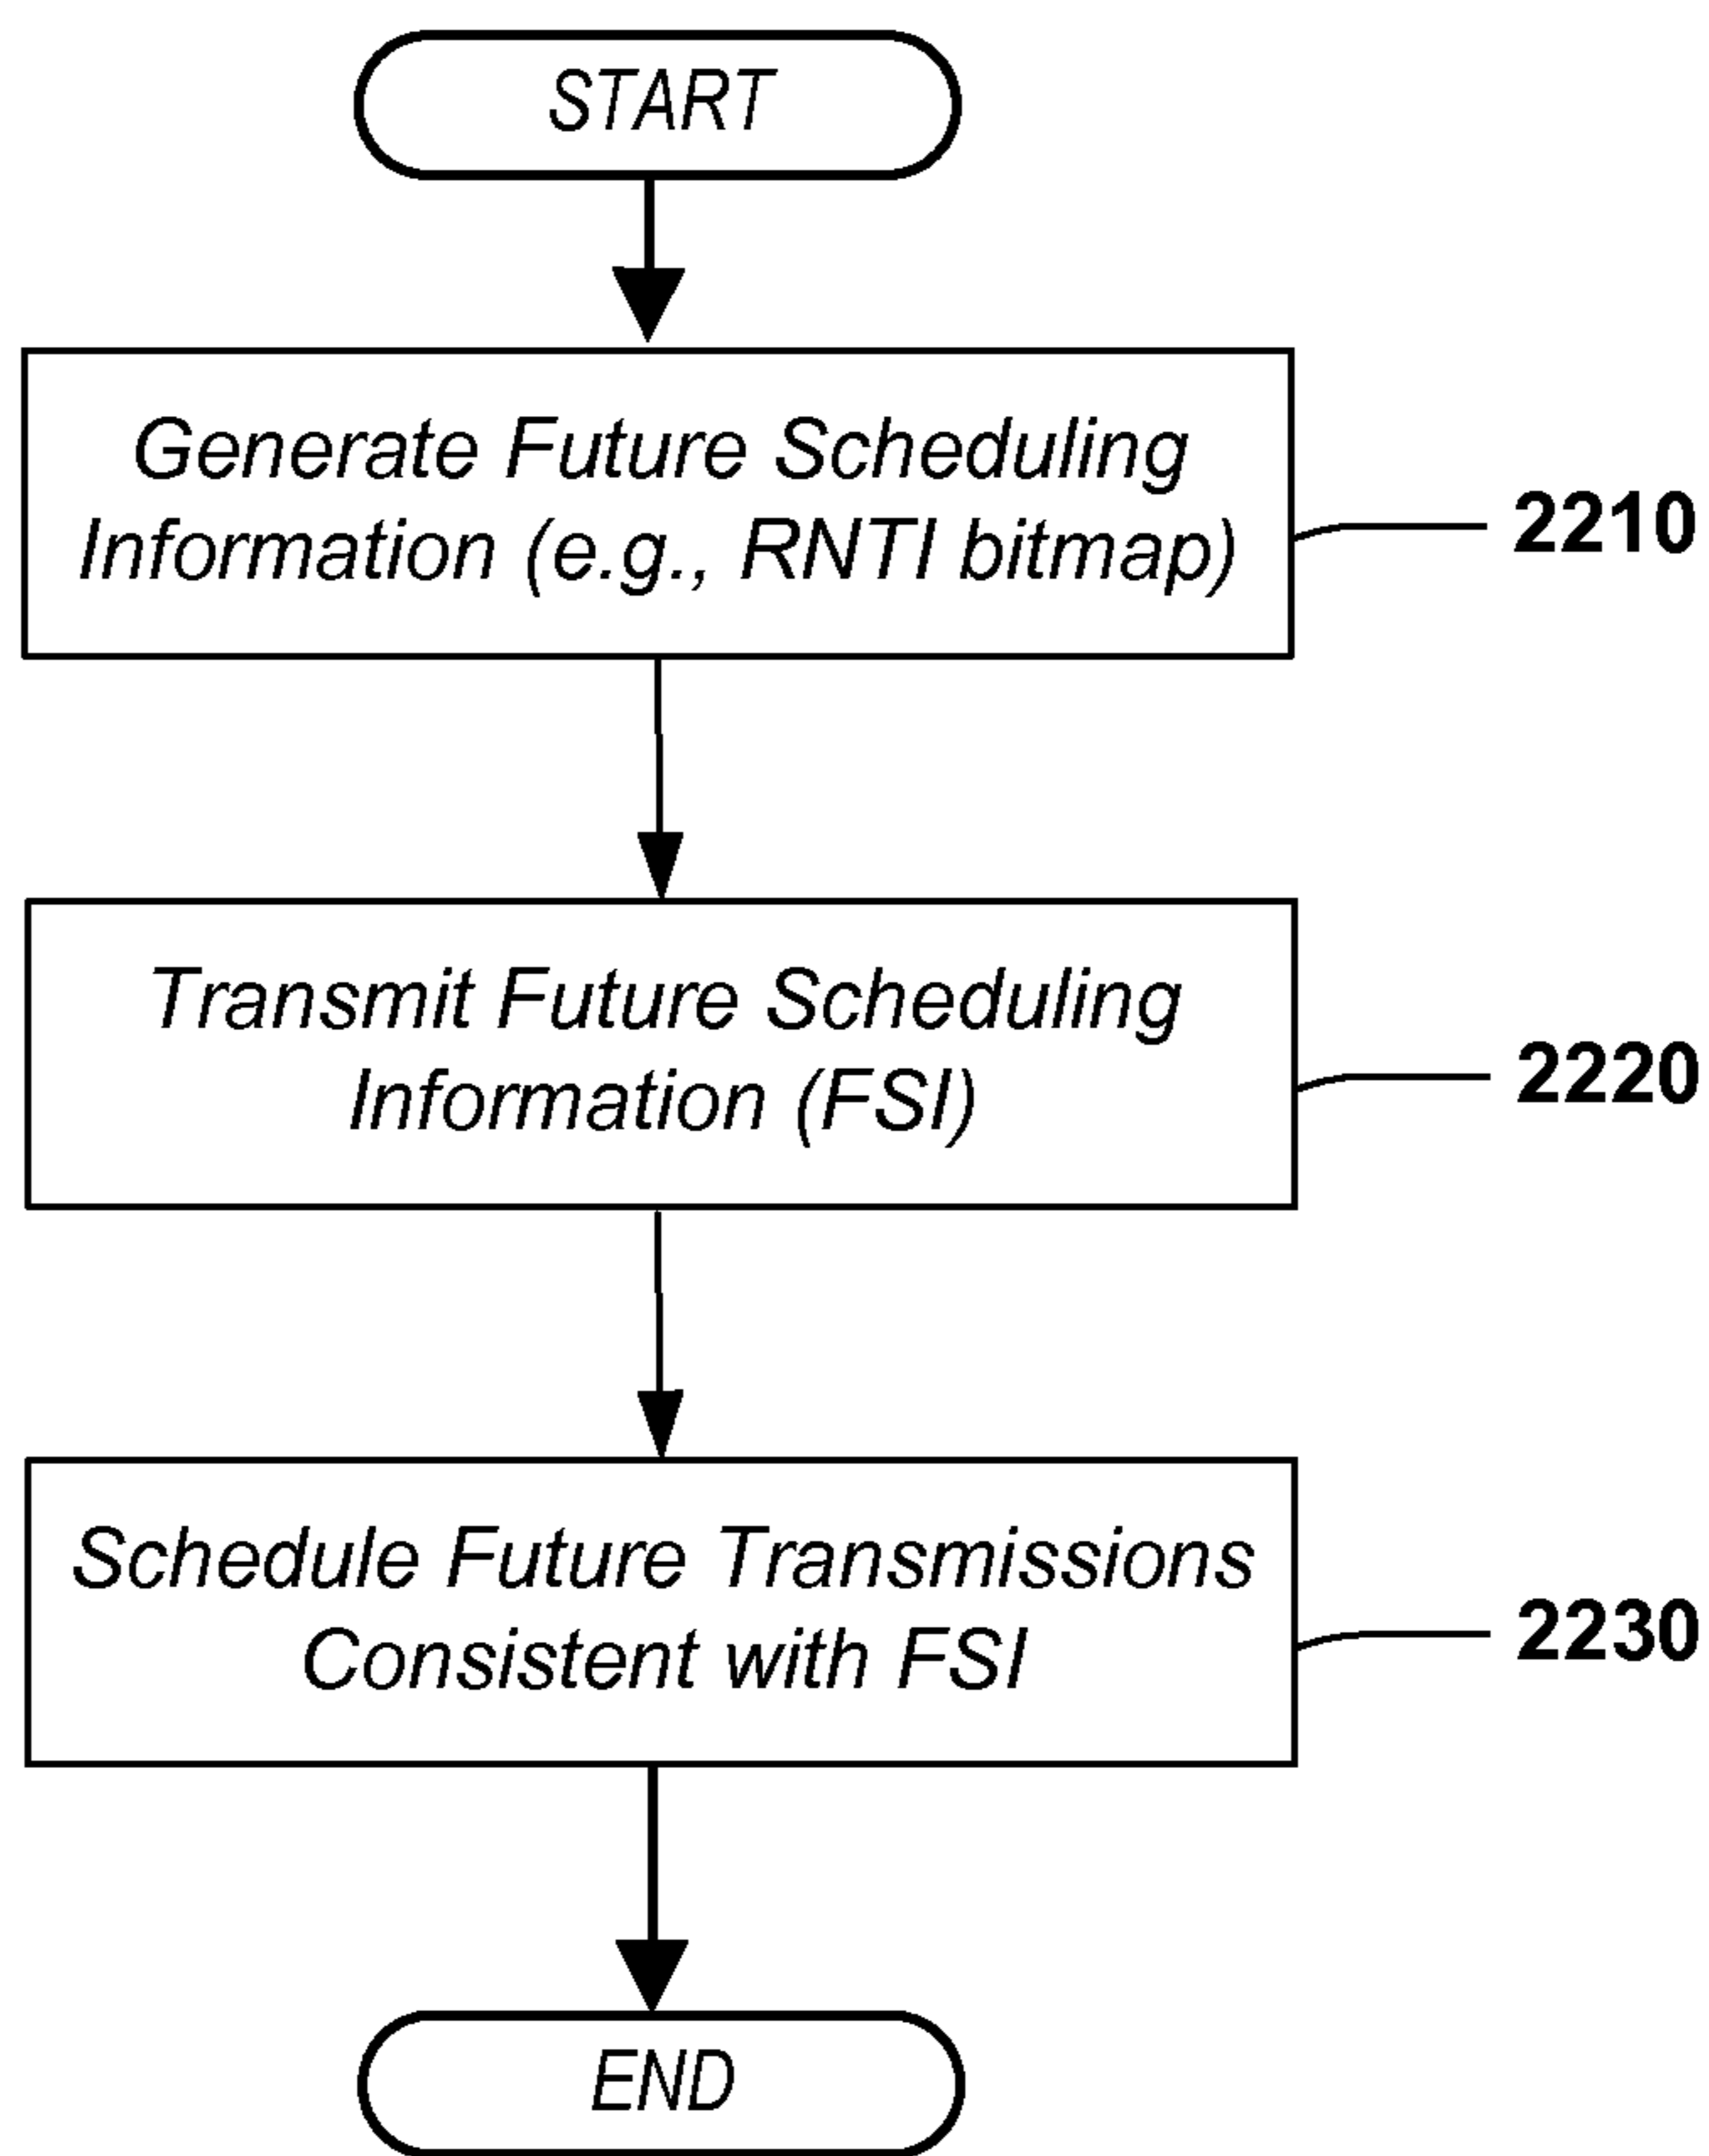 START
Generate Future Scheduling
Information (e.g., RNTI bitmap)
2210
Transmit Future Scheduling
Information (FSI)
2220
Schedule Future Transmissions
Consistent with FSI
2230
END